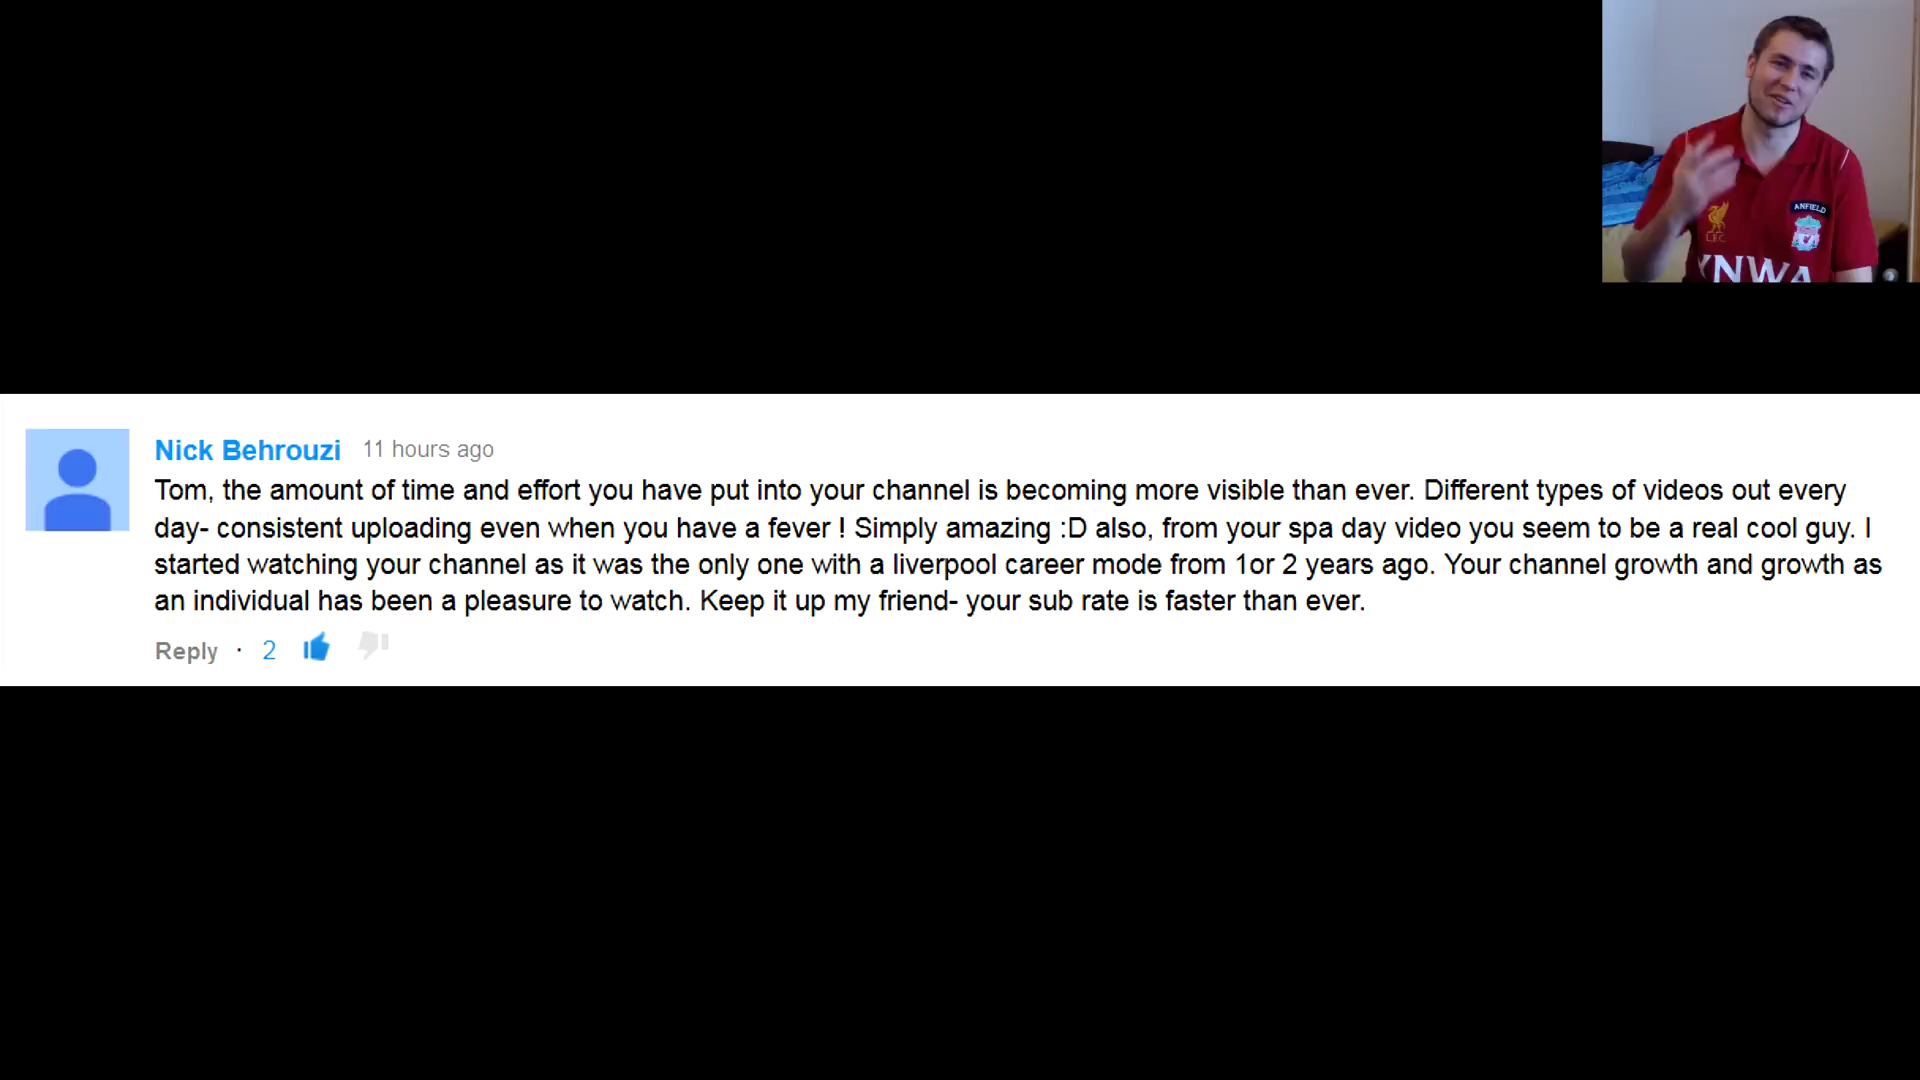 ANFIELD
L.F.C.
YNWA
Nick Behrouzi 11 hours ago
Tom, the amount of time and effort you have put into your channel is becoming more visible than ever. Different types of videos out every
day- consistent uploading even when you have a fever ! Simply amazing :D also, from your spa day video you seem to be a real cool guy. I
started watching your channel as it was the only one with a liverpool career mode from 1or 2 years ago. Your channel growth and growth as
an individual has been a pleasure to watch. Keep it up my friend- your sub rate is faster than ever.
Reply · 2